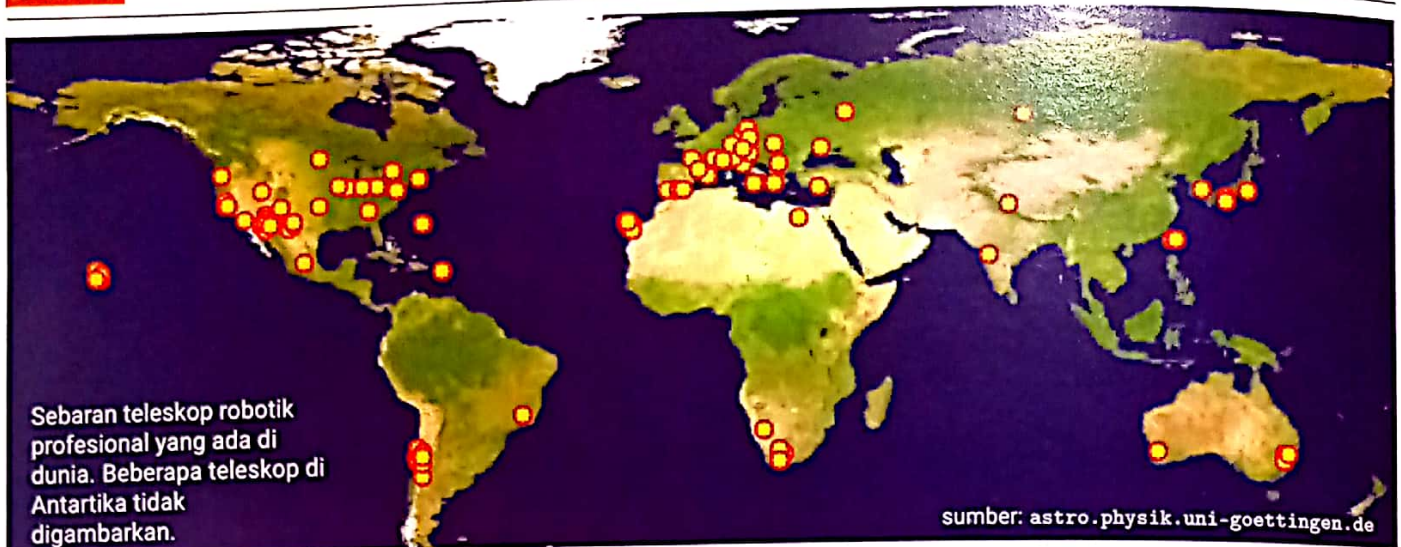 Sebaran teleskop robotik
profesional yang ada di
dunia. Beberapa teleskop di
Antartika tidak
digambarkan.
sumber: astro.physik.uni-goettingen.de